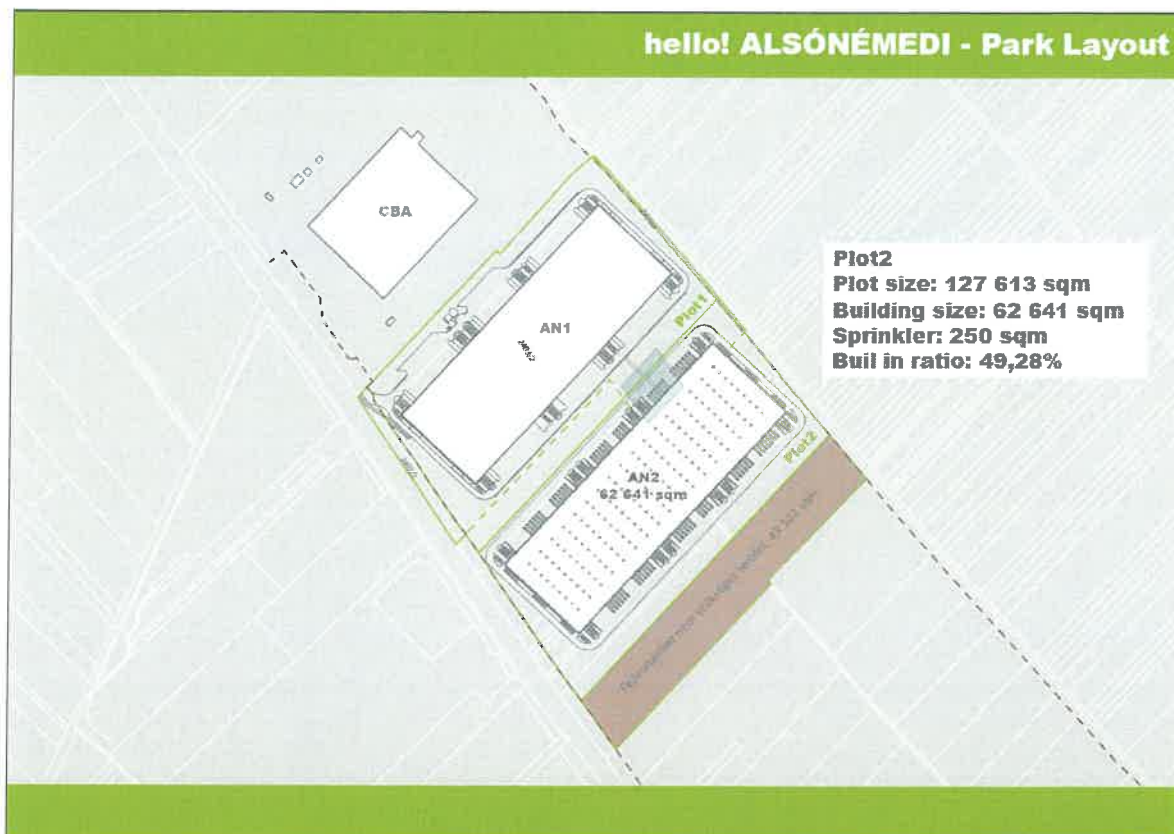 hello! ALSÓNÉMEDI - Park Layout
CBA
AN1
Plot1
Plot2
Plot size: 127 613 sqm
Building size: 62 641 sqm
Sprinkler: 250 sqm
Buil in ratio: 49,28%
AN2
62 641 sqm
Plot2